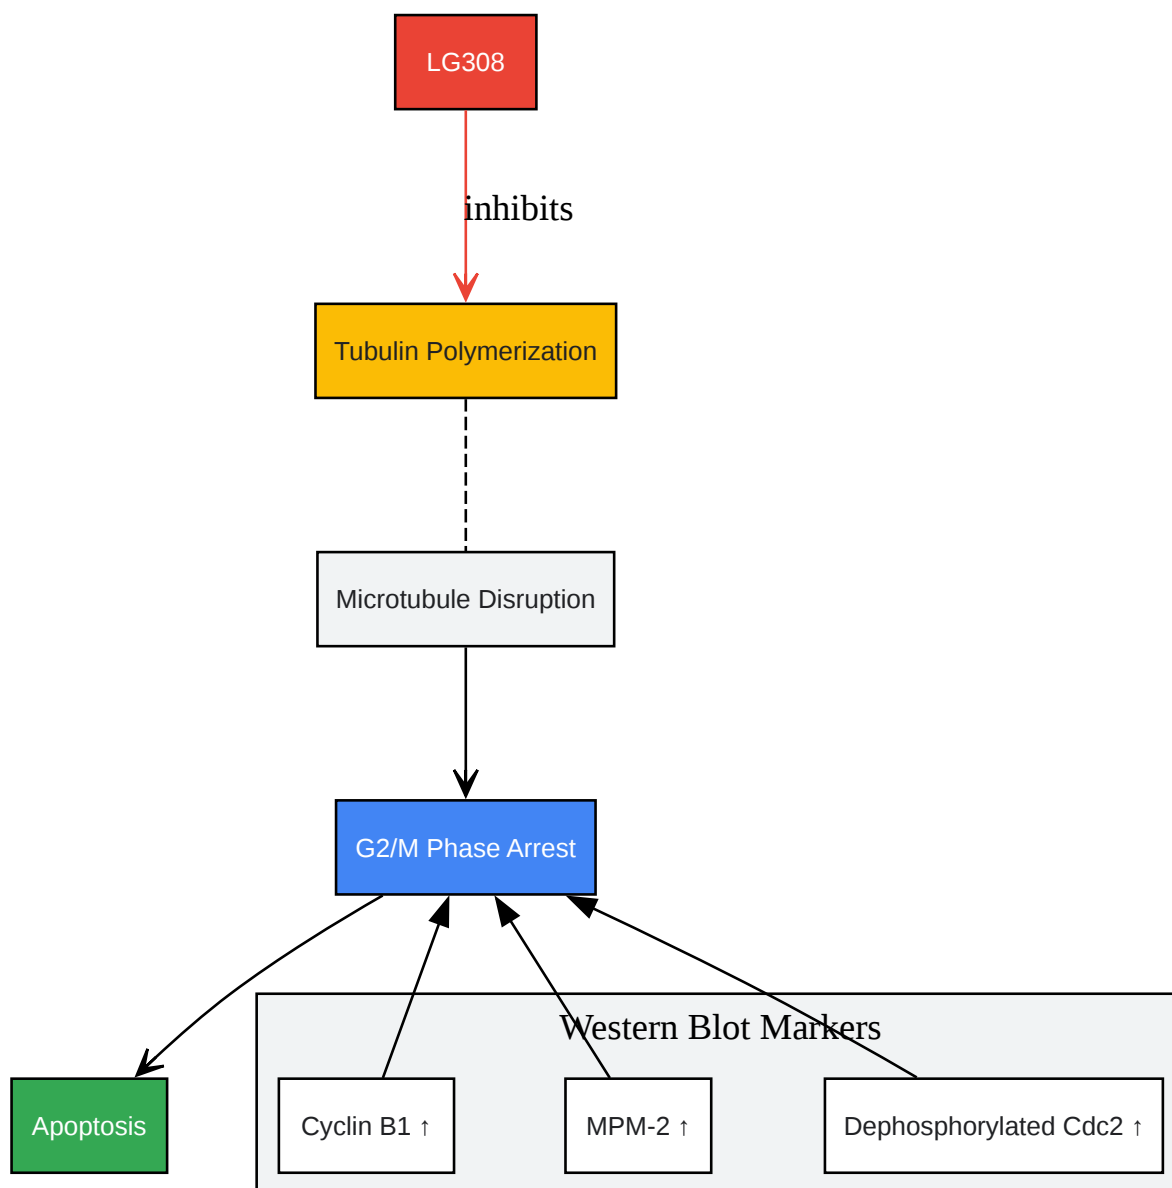 LG308
inhibits
Tubulin Polymerization
Microtubule Disruption
G2/M Phase Arrest
Western Blot Markers
Apoptosis
Cyclin B1 ↑
MPM-2 ↑
Dephosphorylated Cdc2 ↑